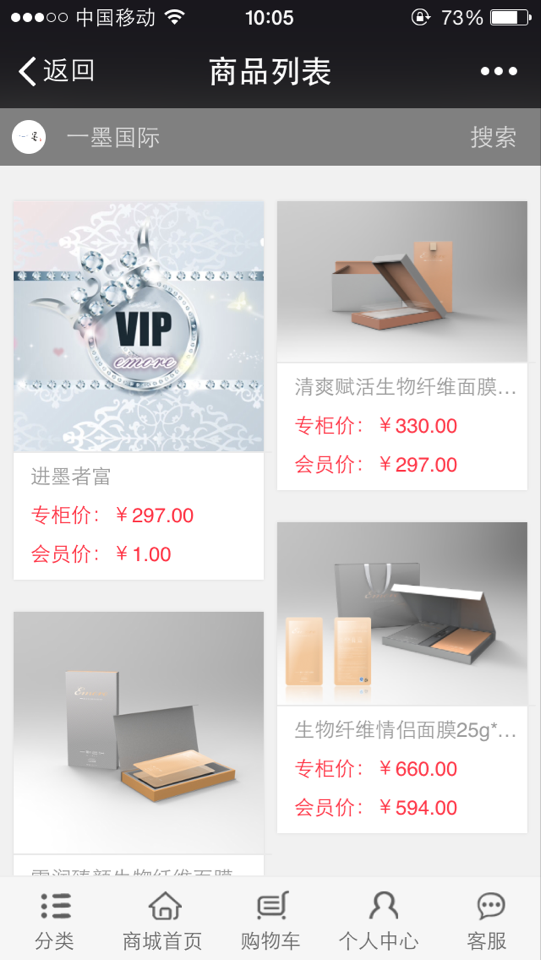 中国移动 10:05 73%
返回 商品列表
一墨国际 搜索
VIP
emore
进墨者富
专柜价：￥297.00
会员价：￥1.00
清爽赋活生物纤维面膜...
专柜价：￥330.00
会员价：￥297.00
生物纤维情侣面膜25g*...
专柜价：￥660.00
会员价：￥594.00
分类 商城首页 购物车 个人中心 客服